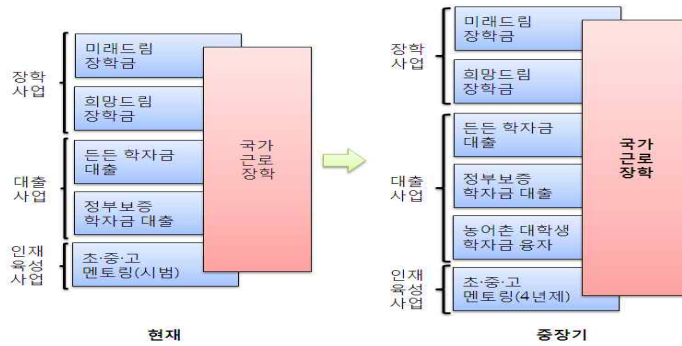 장학
사업
미래드림
장학금
희망드림
장학금
대출
사업
든든 학자금
대출
정부보증
학자금 대출
인재
육성
사업
초·중·고
멘토링(시범)
국가
근로
장학
현재
장학
사업
미래드림
장학금
희망드림
장학금
대출
사업
든든 학자금
대출
정부보증
학자금 대출
농어촌 대학생
학자금 융자
인재
육성
사업
초·중·고
멘토링(4년제)
국가
근로
장학
중장기